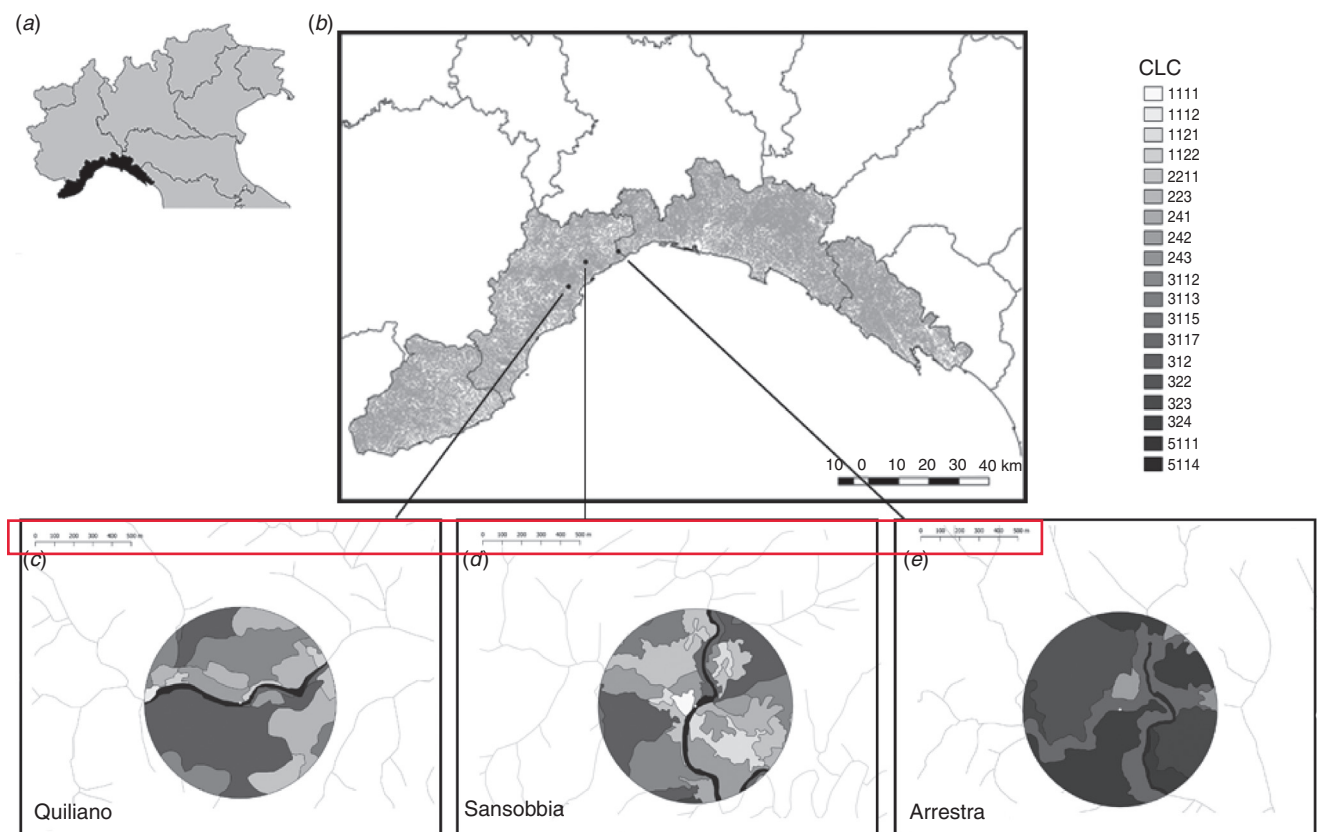 (a)
(b)
CLC
1111
1112
1121
1122
2211
223
241
242
243
3112
3113
3115
3117
312
322
323
324
5111
5114
10 0 10 20 30 40 km
0 100 200 300 400 500 m
0 100 200 300 400 500 m
0 100 200 300 400 500 m
(c)
(d)
(e)
Quiliano
Sansobbia
Arrestra